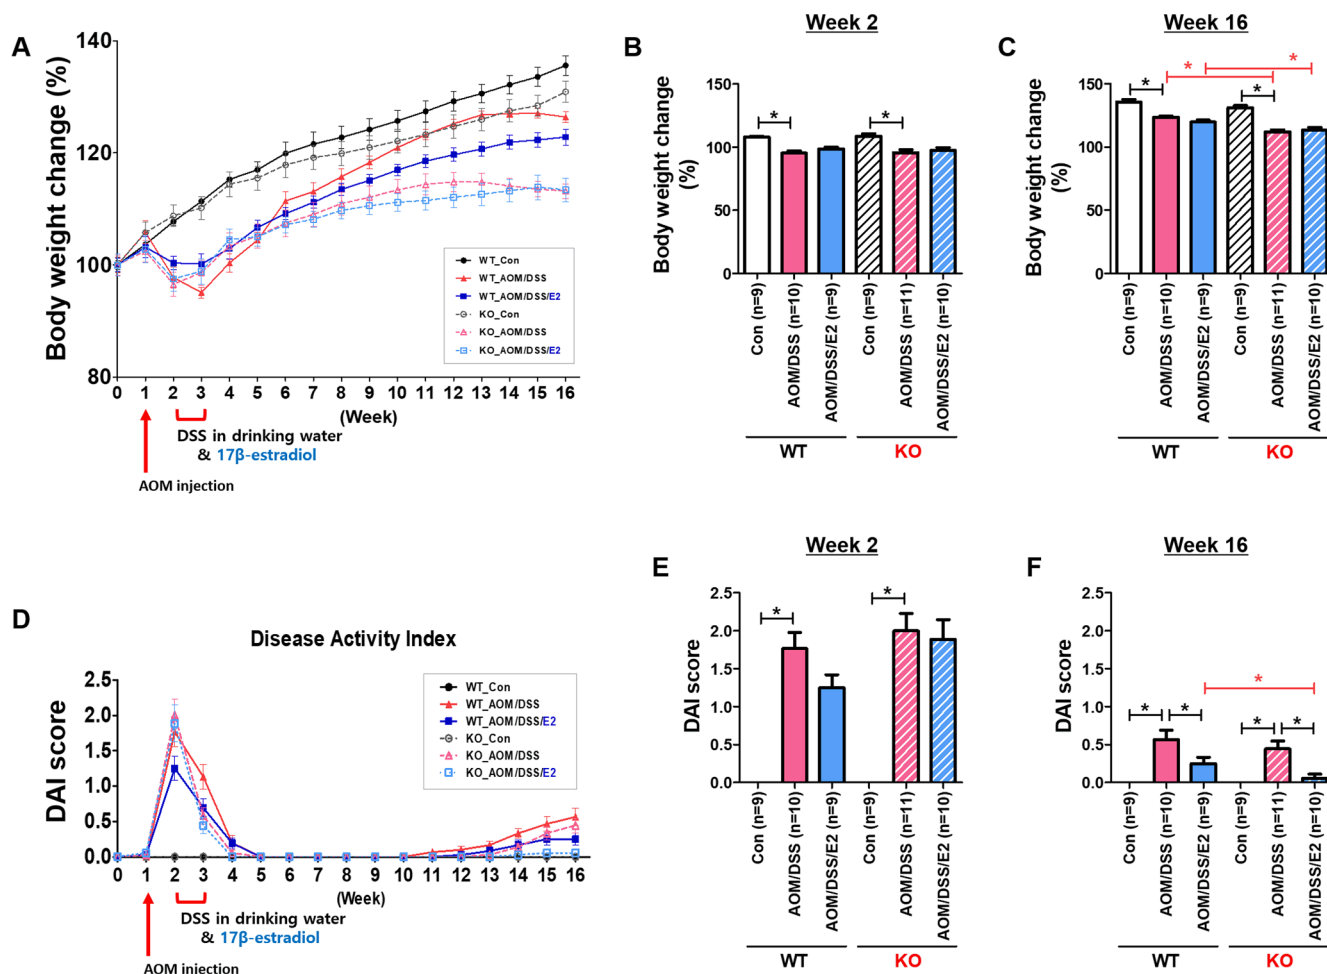 A
Body weight change (%)
140
120
100
80
WT_Con
WT_AOM/DSS
WT_AOM/DSS/E2
KO_Con
KO_AOM/DSS
KO_AOM/DSS/E2
0 1 2 3 4 5 6 7 8 9 10 11 12 13 14 15 16
(Week)
DSS in drinking water
& 17β-estradiol
AOM injection
Week 2
B
Body weight change
(%)
150
100
50
0
*
*
Con (n=9)
AOM/DSS (n=10)
AOM/DSS/E2 (n=9)
Con (n=9)
AOM/DSS (n=11)
AOM/DSS/E2 (n=10)
WT
KO
Week 16
C
Body weight change
(%)
150
100
50
0
*
*
*
*
Con (n=9)
AOM/DSS (n=10)
AOM/DSS/E2 (n=9)
Con (n=9)
AOM/DSS (n=11)
AOM/DSS/E2 (n=10)
WT
KO
D
Disease Activity Index
DAI score
2.5
2.0
1.5
1.0
0.5
0.0
WT_Con
WT_AOM/DSS
WT_AOM/DSS/E2
KO_Con
KO_AOM/DSS
KO_AOM/DSS/E2
0 1 2 3 4 5 6 7 8 9 10 11 12 13 14 15 16
(Week)
DSS in drinking water
& 17β-estradiol
AOM injection
Week 2
E
DAI score
2.5
2.0
1.5
1.0
0.5
0.0
*
*
Con (n=9)
AOM/DSS (n=10)
AOM/DSS/E2 (n=9)
Con (n=9)
AOM/DSS (n=11)
AOM/DSS/E2 (n=10)
WT
KO
Week 16
F
DAI score
2.5
2.0
1.5
1.0
0.5
0.0
*
* *
* *
Con (n=9)
AOM/DSS (n=10)
AOM/DSS/E2 (n=9)
Con (n=9)
AOM/DSS (n=11)
AOM/DSS/E2 (n=10)
WT
KO